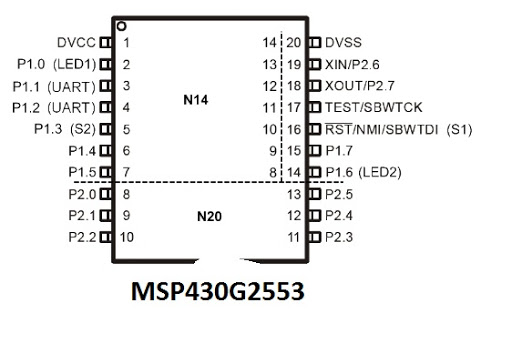 DVCC 1 14 20 DVSS
P1.0 (LED1) 2 13 19 XIN/P2.6
P1.1 (UART) 3 12 18 XOUT/P2.7
P1.2 (UART) 4 11 17 TEST/SBWTCK
P1.3 (S2) 5 10 16 RST/NMI/SBWTDI (S1)
P1.4 6 9 15 P1.7
P1.5 7 8 14 P1.6 (LED2)
N14
P2.0 8 13 P2.5
P2.1 9 12 P2.4
P2.2 10 11 P2.3
N20
MSP430G2553